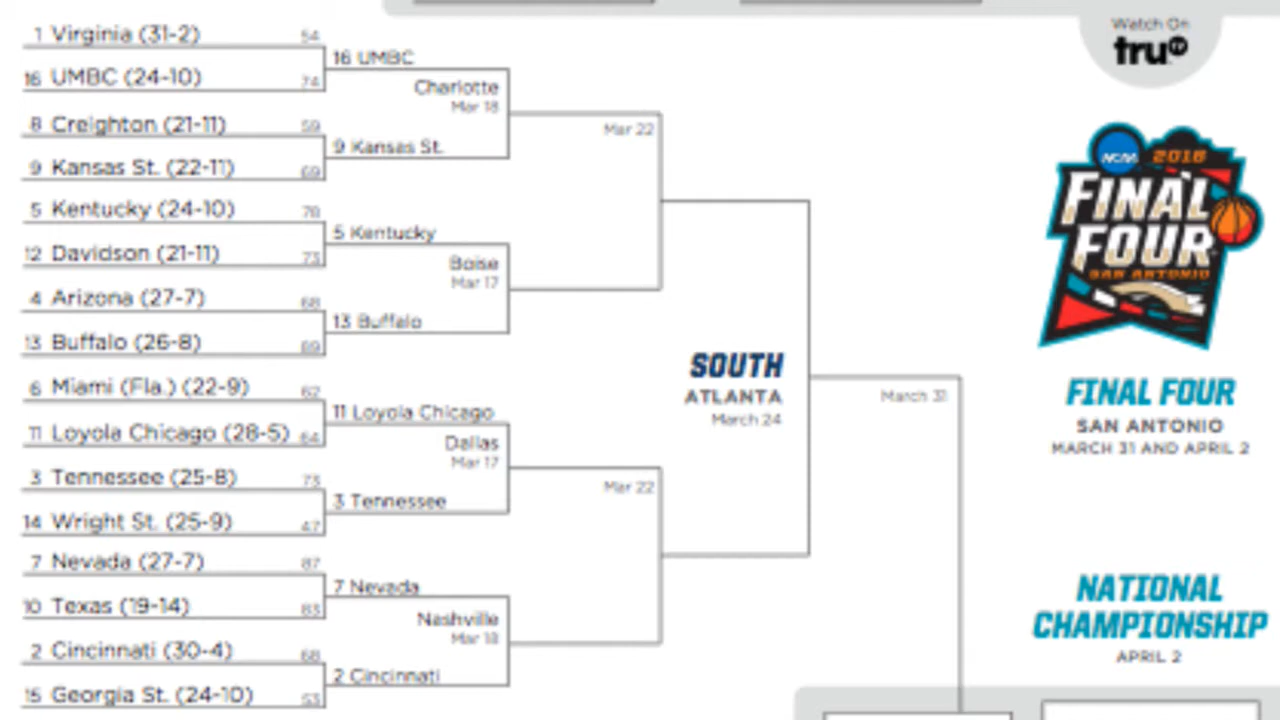 1 Virginia (31-2) 54
16 UMBC (24-10) 74
8 Creighton (21-11) 59
9 Kansas St. (22-11) 69
5 Kentucky (24-10) 78
12 Davidson (21-11) 73
4 Arizona (27-7) 68
13 Buffalo (26-8) 89
6 Miami (Fla.) (22-9) 62
11 Loyola Chicago (28-5) 64
3 Tennessee (25-8) 73
14 Wright St. (25-9) 47
7 Nevada (27-7) 87
10 Texas (19-14) 83
2 Cincinnati (30-4) 68
15 Georgia St. (24-10) 53
16 UMBC
Charlotte
Mar 18
9 Kansas St.
5 Kentucky
Boise
Mar 17
13 Buffalo
11 Loyola Chicago
Dallas
Mar 17
3 Tennessee
7 Nevada
Nashville
Mar 18
2 Cincinnati
Mar 22
Mar 22
SOUTH
ATLANTA
March 24
March 31
Watch On
truTV
NCAA 2018
FINAL
FOUR
SAN ANTONIO
FINAL FOUR
SAN ANTONIO
MARCH 31 AND APRIL 2
NATIONAL
CHAMPIONSHIP
APRIL 2